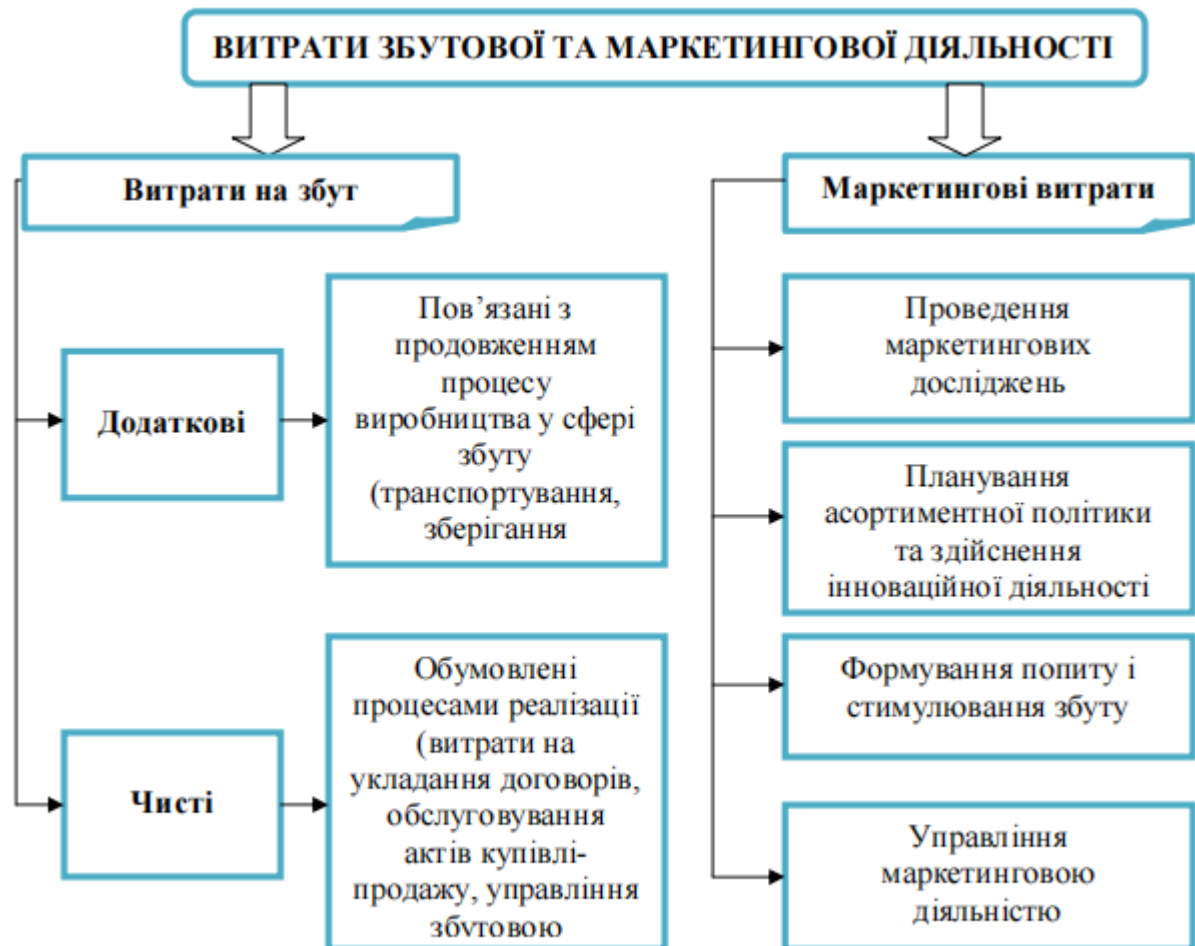 ВИТРАТИ ЗБУТОВОЇ ТА МАРКЕТИНГОВОЇ ДІЯЛЬНОСТІ
Витрати на збут
Додаткові
Пов’язані з
продовженням
процесу
виробництва у сфері
збуту
(транспортування,
зберігання
Чисті
Обумовлені
процесами реалізації
(витрати на
укладання договорів,
обслуговування
актів купівлі-
продажу, управління
збутовою
Маркетингові витрати
Проведення
маркетингових
досліджень
Планування
асортиментної політики
та здійснення
інноваційної діяльності
Формування попиту і
стимулювання збуту
Управління
маркетинговою
діяльністю